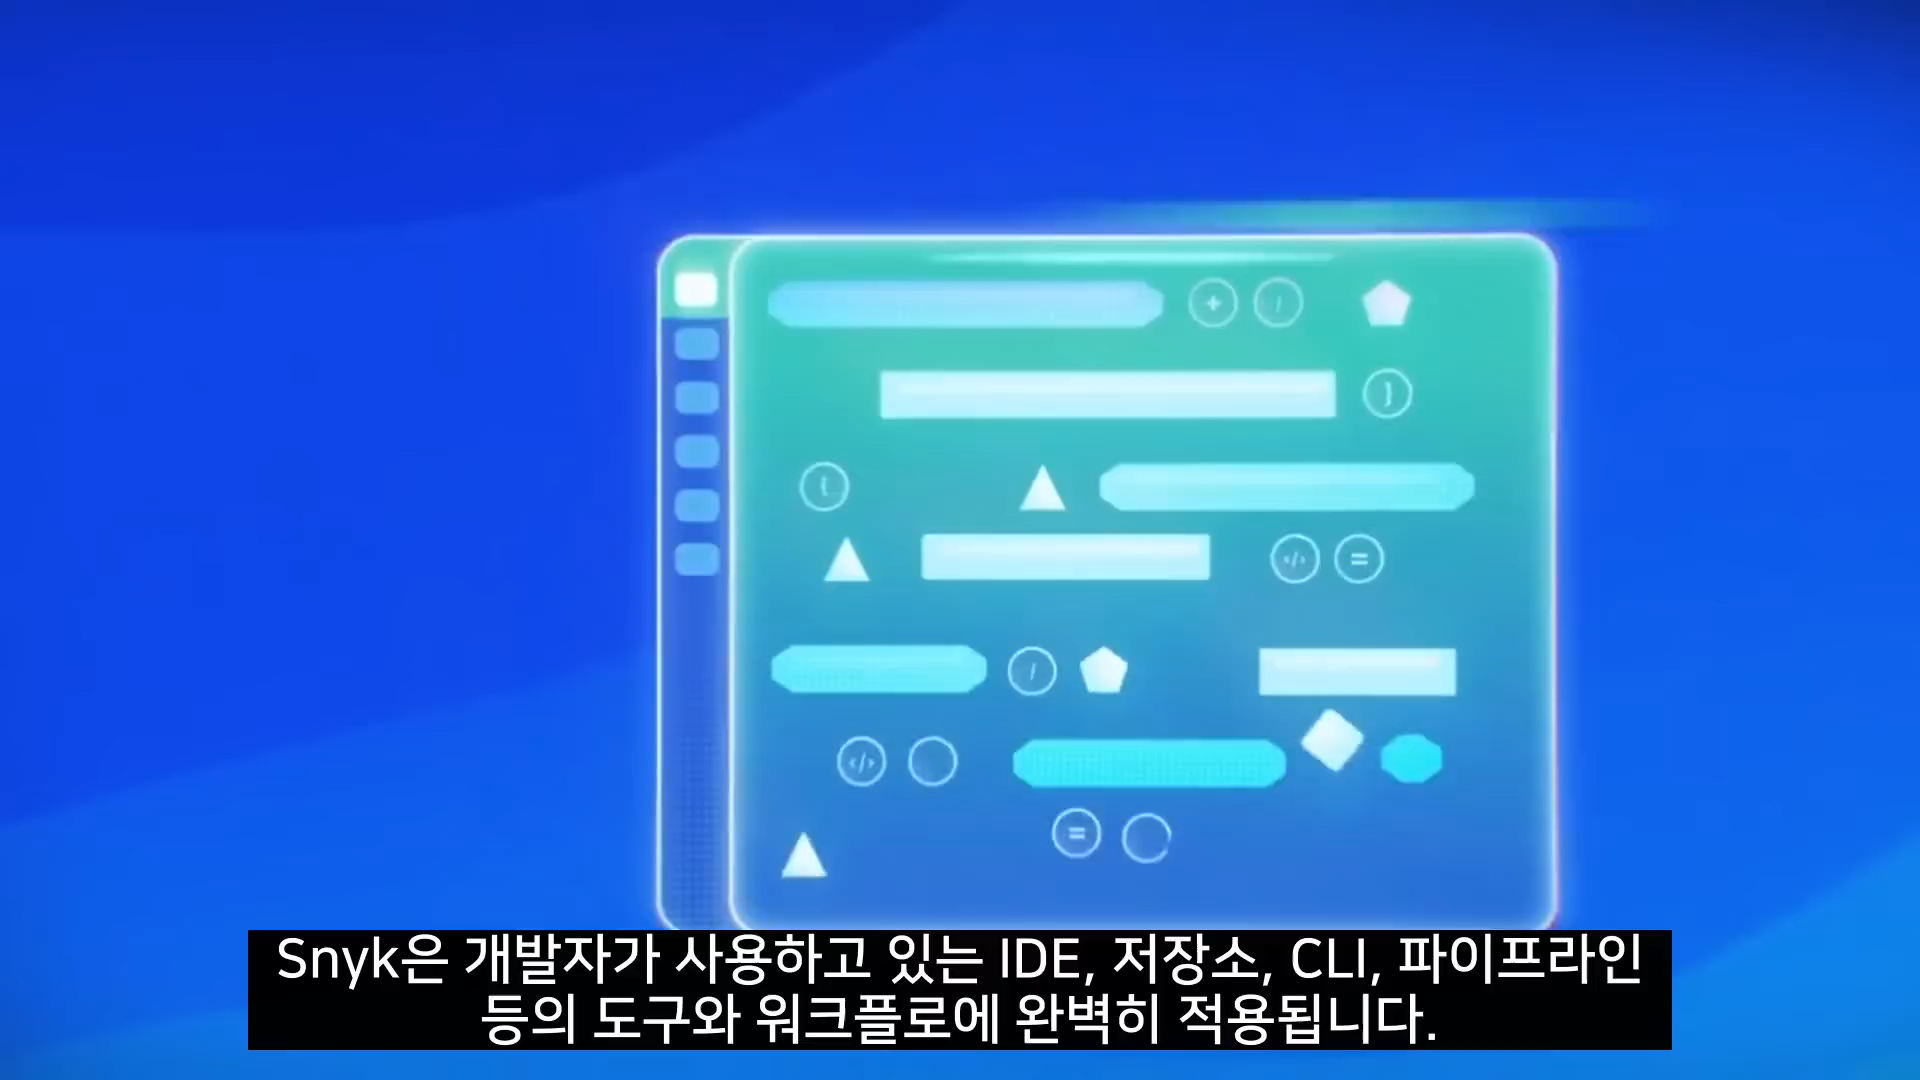 Snyk은 개발자가 사용하고 있는 IDE, 저장소, CLI, 파이프라인
등의 도구와 워크플로에 완벽히 적용됩니다.